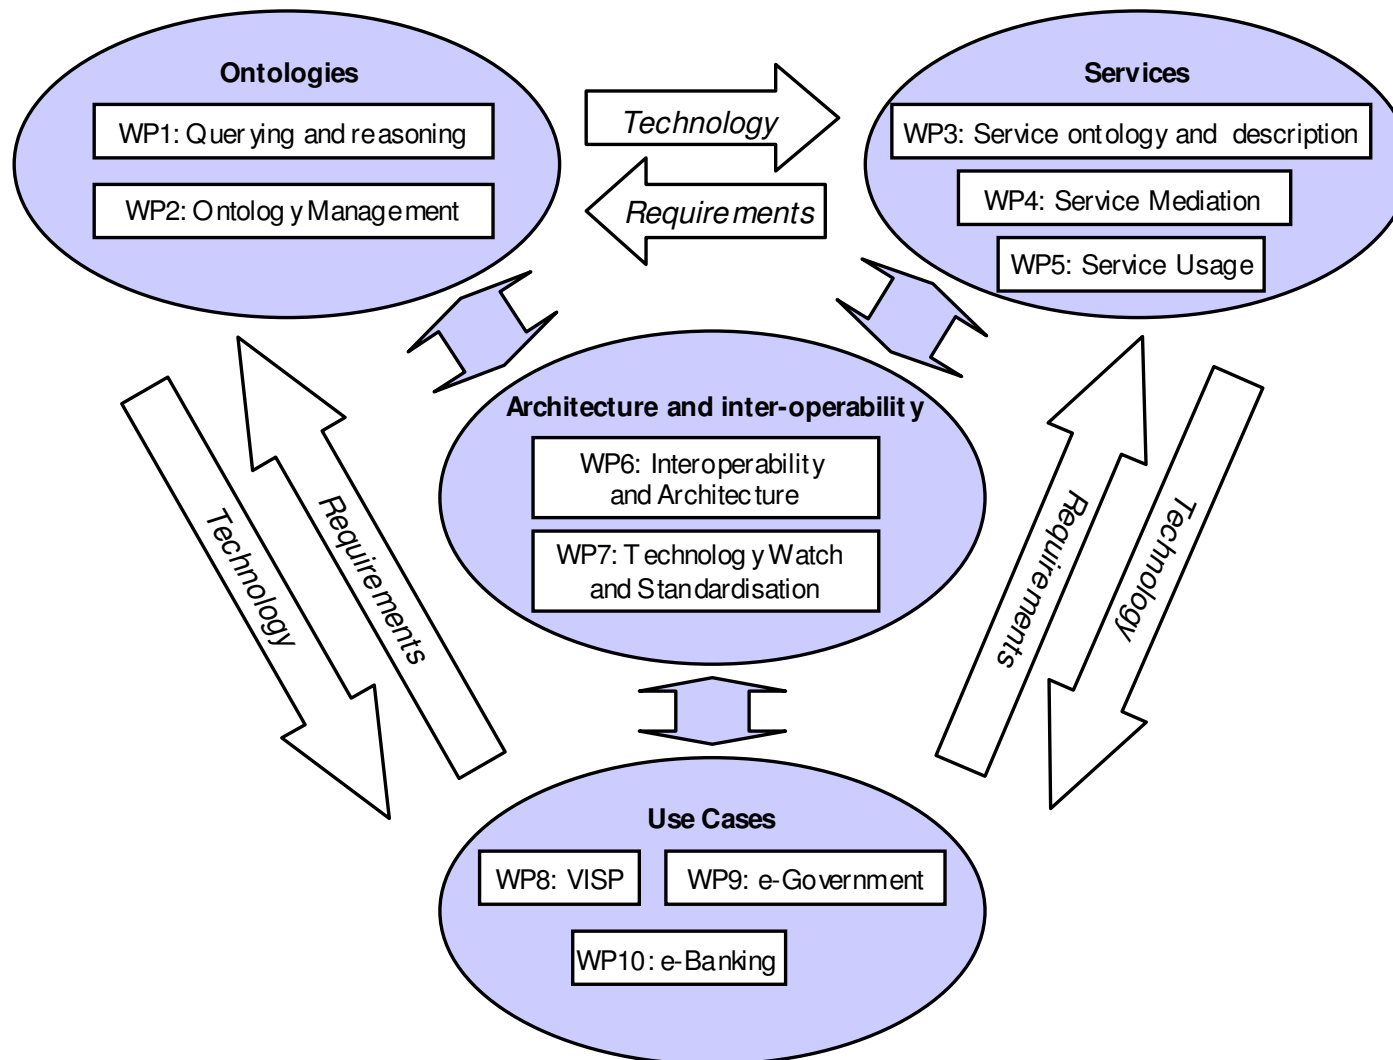 Ontologies
WP1: Querying and reasoning
WP2: Ontology Management
Technology
Requirements
Services
WP3: Service ontology and description
WP4: Service Mediation
WP5: Service Usage
Architecture and inter-operability
WP6: Interoperability
and Architecture
WP7: Technology Watch
and Standardisation
Technology
Requirements
Requirements
Technology
Use Cases
WP8: VISP
WP9: e-Government
WP10: e-Banking